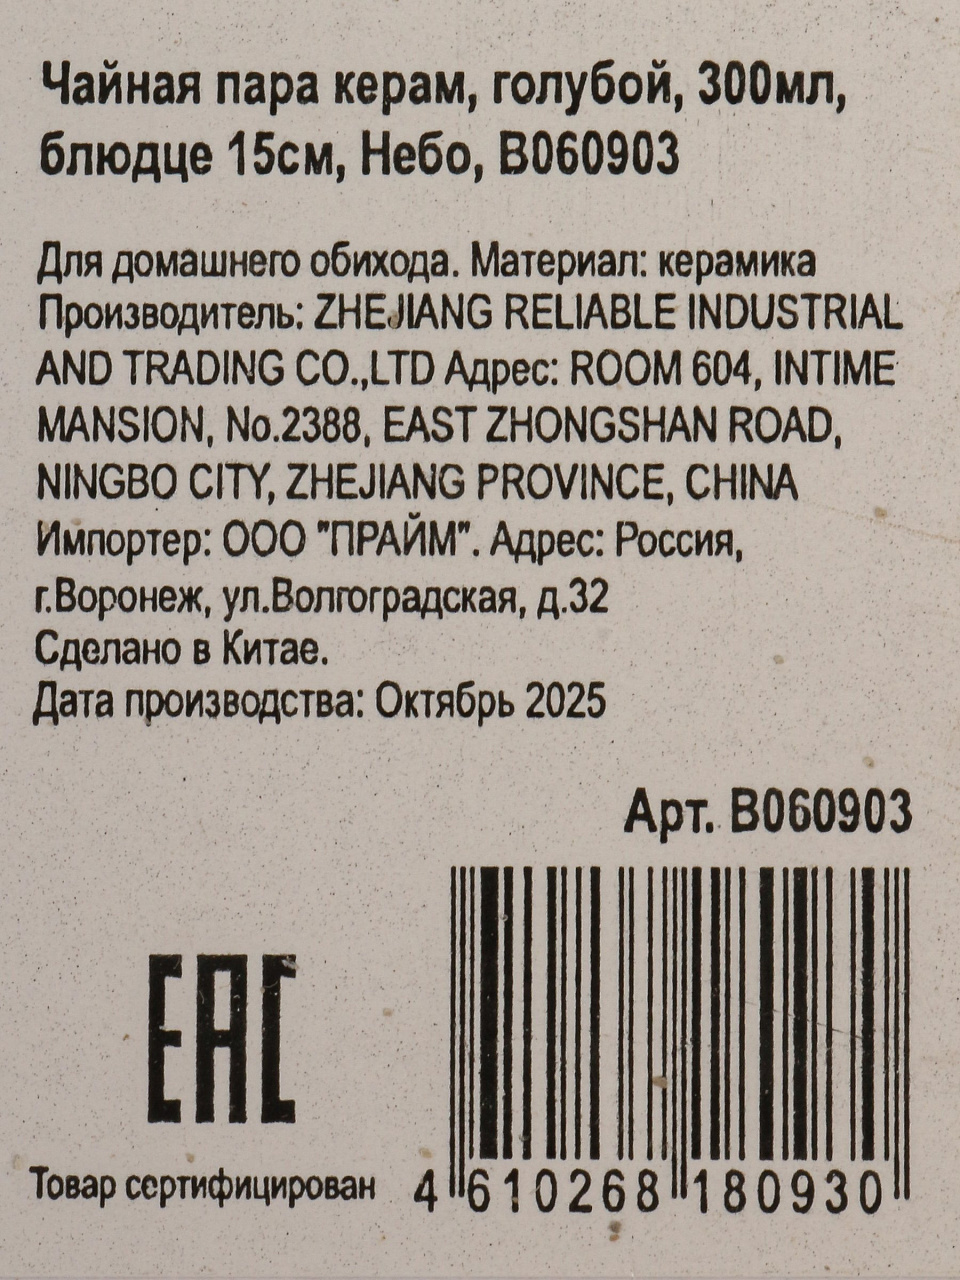 Чайная пара керам, голубой, 300мл,
блюдце 15см, Небо, В060903
Для домашнего обихода. Материал: керамика
Производитель: ZHEJIANG RELIABLE INDUSTRIAL
AND TRADING CO.,LTD Адрес: ROOM 604, INTIME
MANSION, No.2388, EAST ZHONGSHAN ROAD,
NINGBO CITY, ZHEJIANG PROVINCE, CHINA
Импортер: ООО "ПРАЙМ". Адрес: Россия,
г.Воронеж, ул.Волгоградская, д.32
Сделано в Китае.
Дата производства: Октябрь 2025
Арт. В060903
EAC
Товар сертифицирован
4 610268 180930